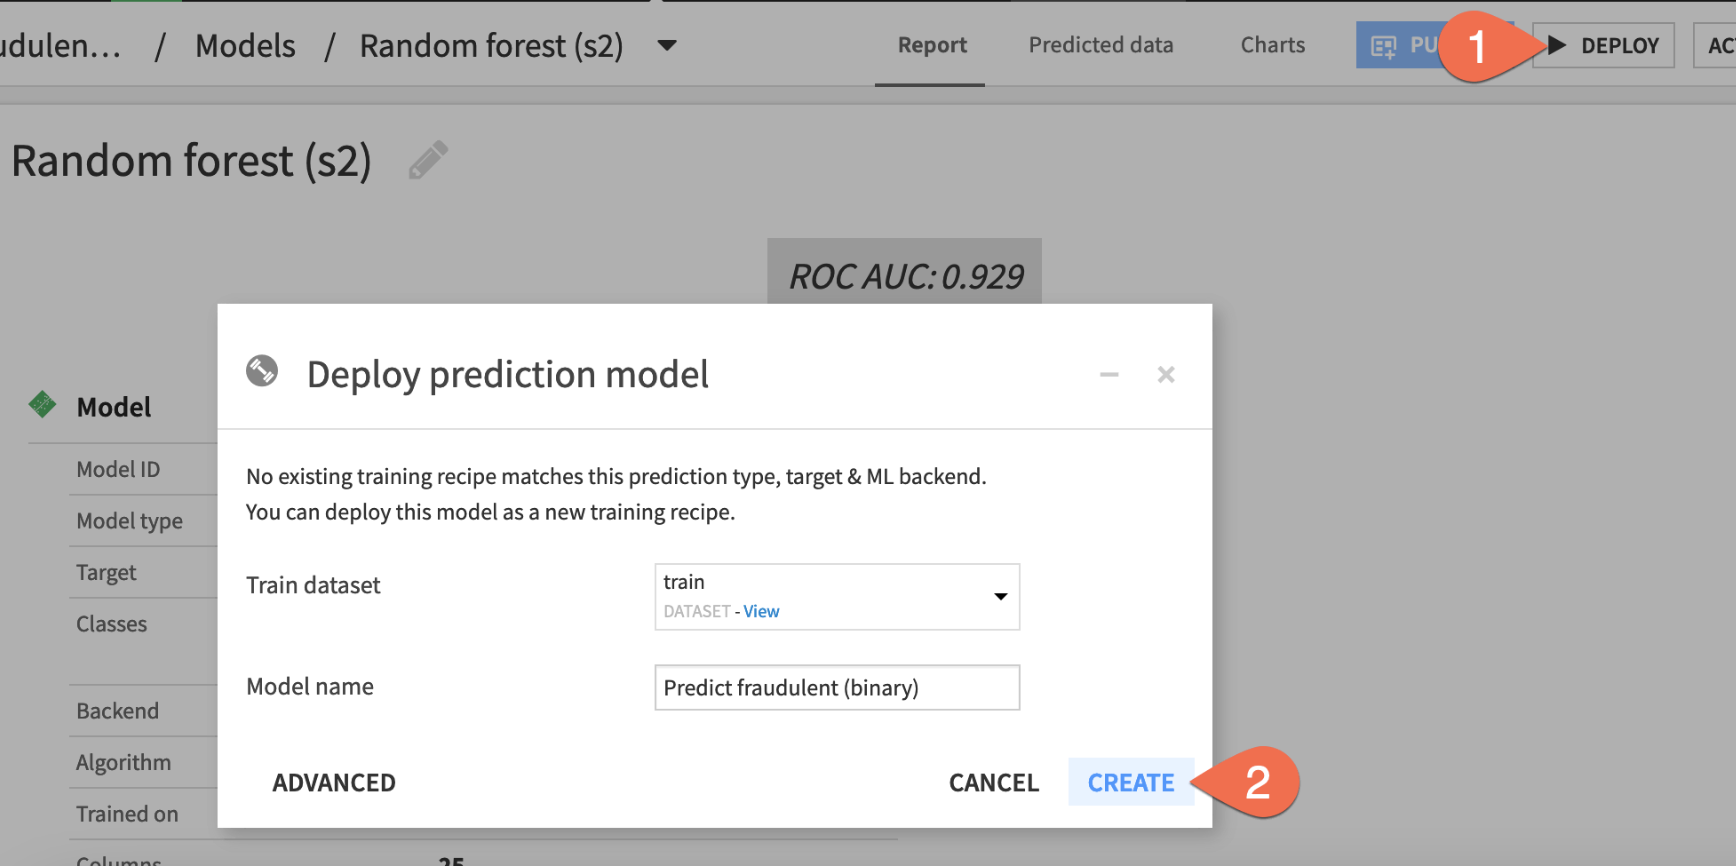 udulen… / Models / Random forest (s2)
Report Predicted data Charts PU 1 DEPLOY AC
Random forest (s2)
ROC AUC: 0.929
Deploy prediction model
Model
Model ID
Model type
Target
Classes
Backend
Algorithm
Trained on
Columns 25
No existing training recipe matches this prediction type, target & ML backend.
You can deploy this model as a new training recipe.
Train dataset
train
DATASET - View
Model name
Predict fraudulent (binary)
ADVANCED CANCEL CREATE 2